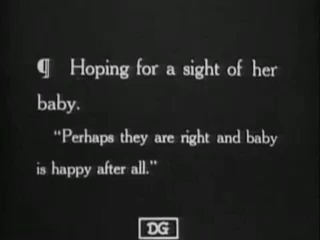 ¶ Hoping for a sight of her
baby.
"Perhaps they are right and baby
is happy after all."
DG